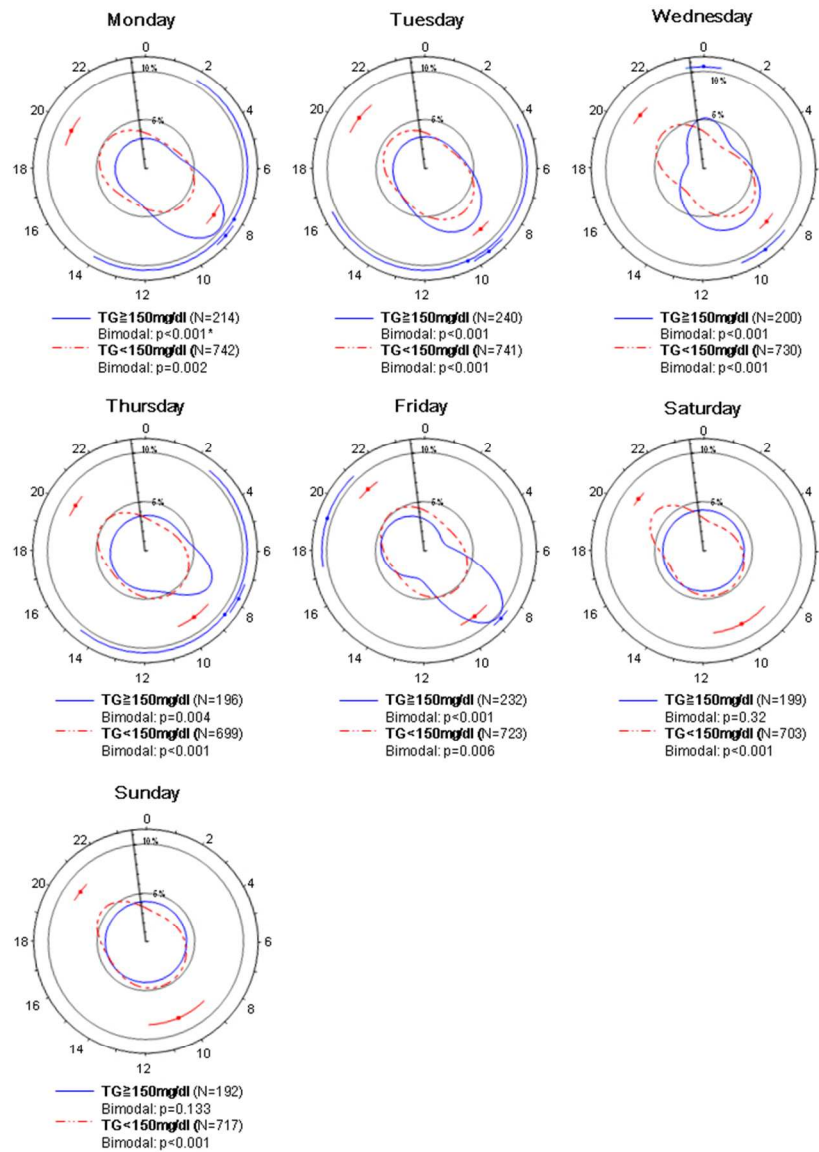 Monday
0
2
4
6
8
10
12
14
16
18
20
22
10%
5%
TG≧150mg/dl (N=214)
Bimodal: p<0.001*
TG<150mg/dl (N=742)
Bimodal: p=0.002
Tuesday
0
2
4
6
8
10
12
14
16
18
20
22
10%
5%
TG≧150mg/dl (N=240)
Bimodal: p<0.001
TG<150mg/dl (N=741)
Bimodal: p<0.001
Wednesday
0
2
4
6
8
10
12
14
16
18
20
22
10%
5%
TG≧150mg/dl (N=200)
Bimodal: p<0.001
TG<150mg/dl (N=730)
Bimodal: p<0.001
Thursday
0
2
4
6
8
10
12
14
16
18
20
22
10%
5%
TG≧150mg/dl (N=196)
Bimodal: p=0.004
TG<150mg/dl (N=699)
Bimodal: p<0.001
Friday
0
2
4
6
8
10
12
14
16
18
20
22
10%
5%
TG≧150mg/dl (N=232)
Bimodal: p<0.001
TG<150mg/dl (N=723)
Bimodal: p=0.006
Saturday
0
2
4
6
8
10
12
14
16
18
20
22
10%
5%
TG≧150mg/dl (N=199)
Bimodal: p=0.32
TG<150mg/dl (N=703)
Bimodal: p<0.001
Sunday
0
2
4
6
8
10
12
14
16
18
20
22
10%
5%
TG≧150mg/dl (N=192)
Bimodal: p=0.133
TG<150mg/dl (N=717)
Bimodal: p<0.001